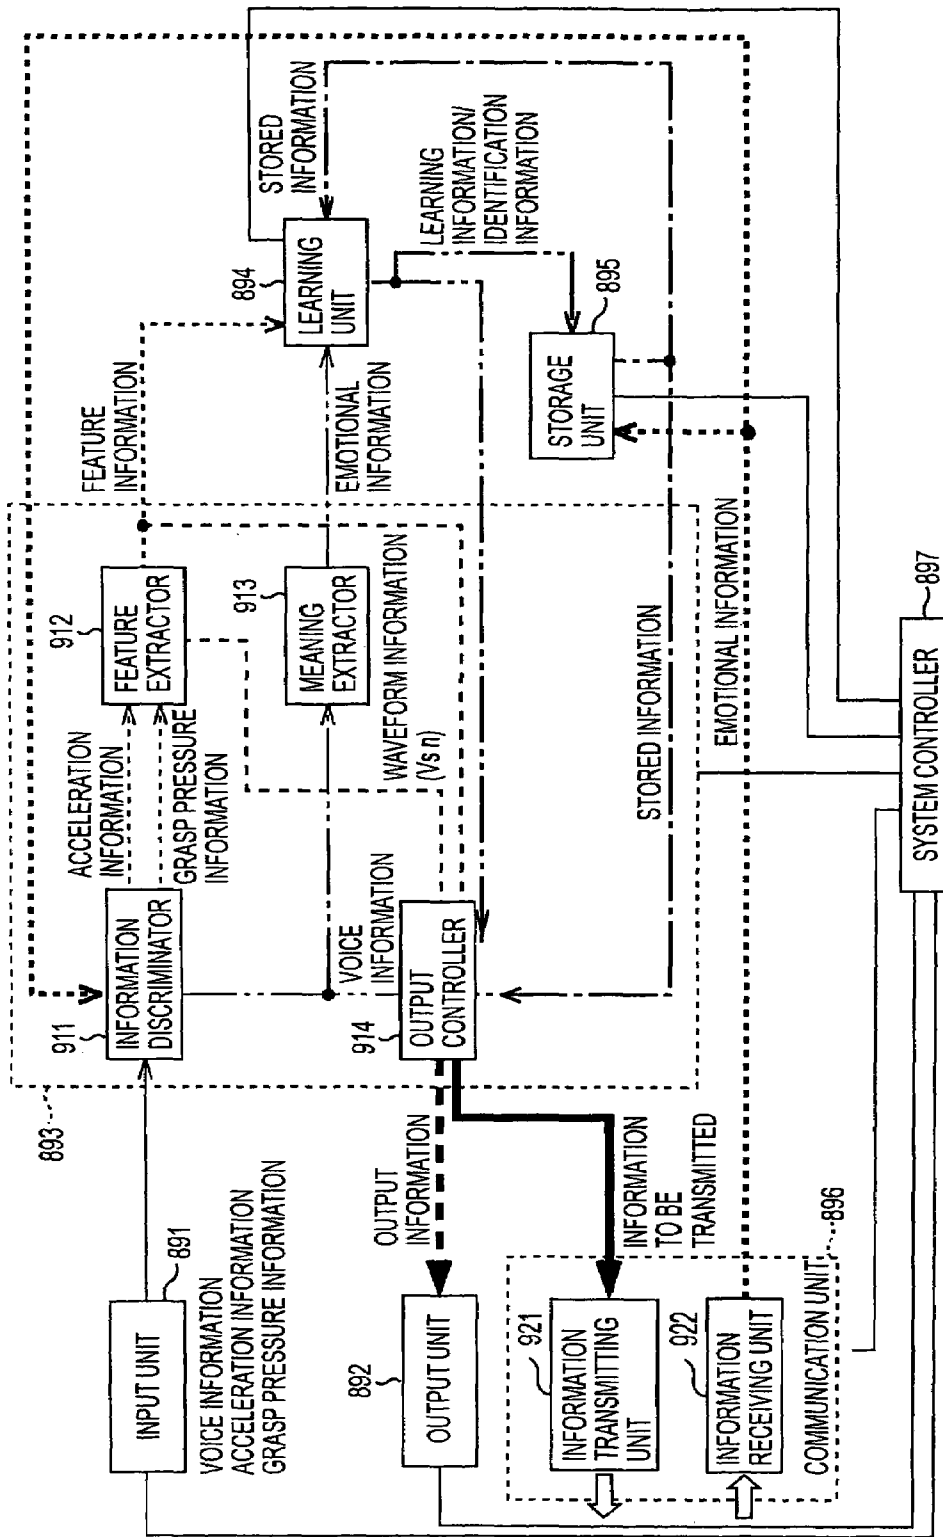 INPUT UNIT
891
VOICE INFORMATION
ACCELERATION INFORMATION
GRASP PRESSURE INFORMATION
893
911
INFORMATION
DISCRIMINATOR
ACCELERATION
INFORMATION
GRASP PRESSURE
INFORMATION
912
FEATURE
EXTRACTOR
FEATURE
INFORMATION
913
MEANING
EXTRACTOR
EMOTIONAL
INFORMATION
894
LEARNING
UNIT
STORED
INFORMATION
LEARNING
INFORMATION/
IDENTIFICATION
INFORMATION
VOICE
INFORMATION
WAVEFORM INFORMATION
(Vs n)
914
OUTPUT
CONTROLLER
OUTPUT
INFORMATION
892
OUTPUT UNIT
INFORMATION
TO BE
TRANSMITTED
895
STORAGE
UNIT
STORED INFORMATION
EMOTIONAL INFORMATION
921
INFORMATION
TRANSMITTING
UNIT
922
INFORMATION
RECEIVING UNIT
COMMUNICATION UNIT
896
897
SYSTEM CONTROLLER